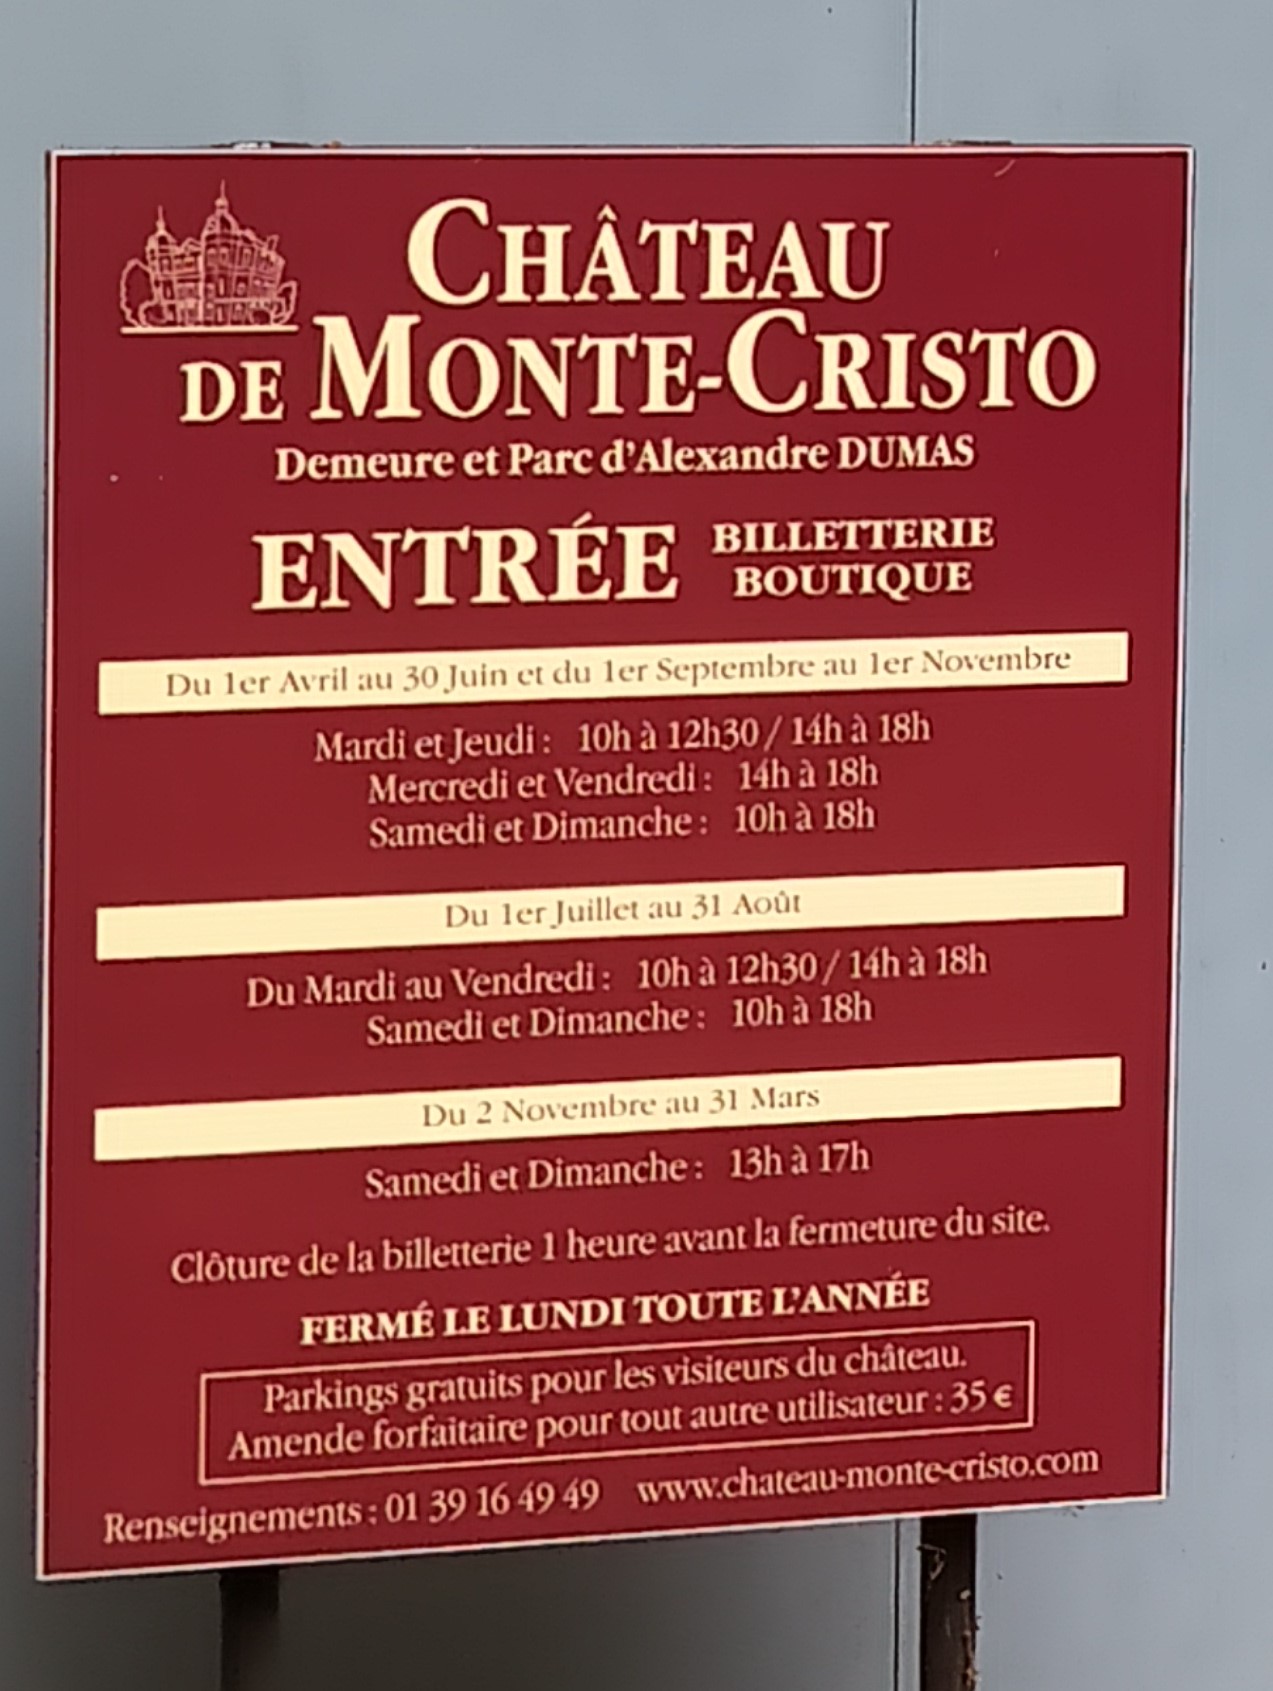 CHÂTEAU
DE MONTE-CRISTO
Demeure et Parc d'Alexandre DUMAS
ENTRÉE BILLETTERIE
BOUTIQUE
Du 1er Avril au 30 Juin et du 1er Septembre au 1er Novembre
Mardi et Jeudi : 10h à 12h30 / 14h à 18h
Mercredi et Vendredi : 14h à 18h
Samedi et Dimanche : 10h à 18h
Du 1er Juillet au 31 Août
Du Mardi au Vendredi : 10h à 12h30 / 14h à 18h
Samedi et Dimanche : 10h à 18h
Du 2 Novembre au 31 Mars
Samedi et Dimanche : 13h à 17h
Clôture de la billetterie 1 heure avant la fermeture du site.
FERMÉ LE LUNDI TOUTE L'ANNÉE
Parkings gratuits pour les visiteurs du château.
Amende forfaitaire pour tout autre utilisateur : 35 €
Renseignements : 01 39 16 49 49 www.chateau-monte-cristo.com